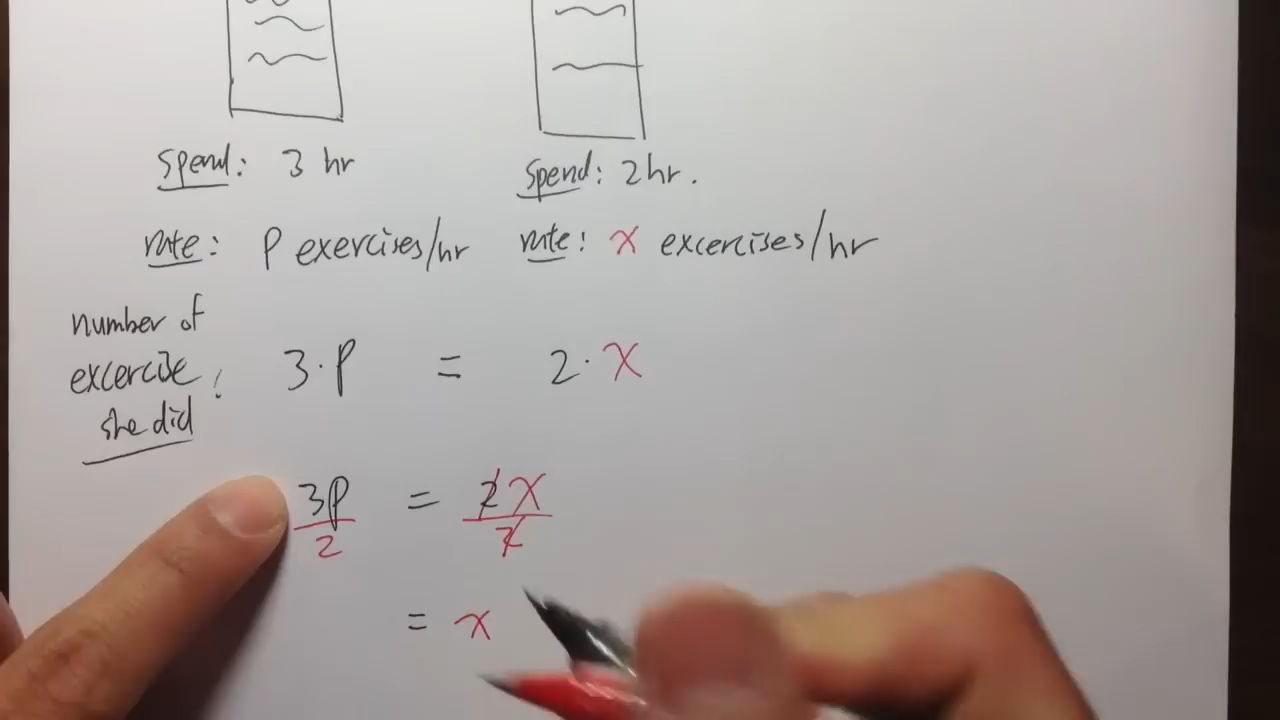 spend: 3 hr
spend: 2hr.
rate: P exercises/hr
rate: x excercises/hr
number of
excercise
she did
: 3·P = 2·x
3P/2 = 2x/2
= x